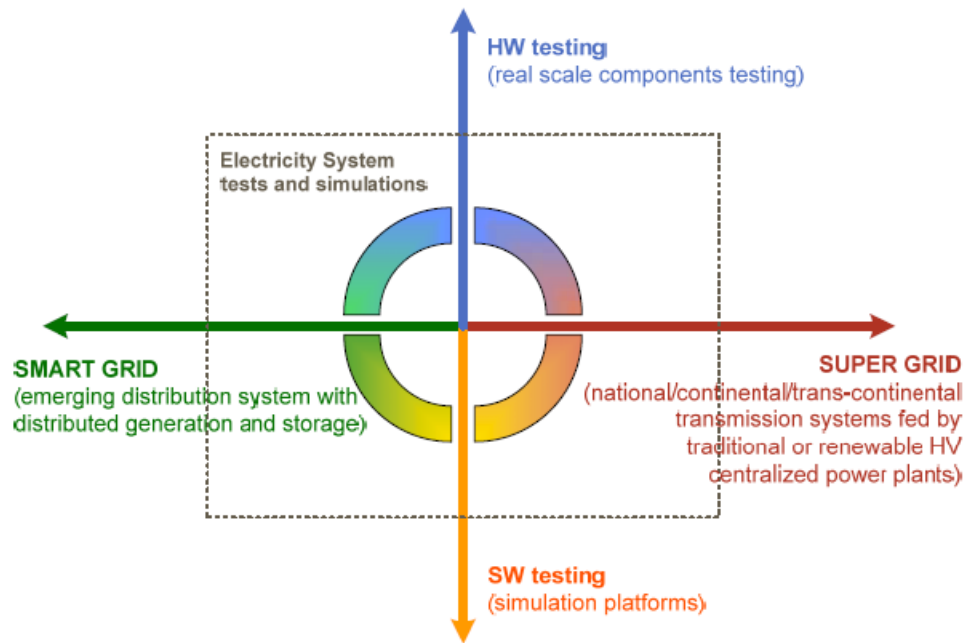 HW testing
(real scale components testing)
Electricity System
tests and simulations
SMART GRID
(emerging distribution system with
distributed generation and storage)
SUPER GRID
(national/continental/trans-continental
transmission systems fed by
traditional or renewable HV
centralized power plants)
SW testing
(simulation platforms)